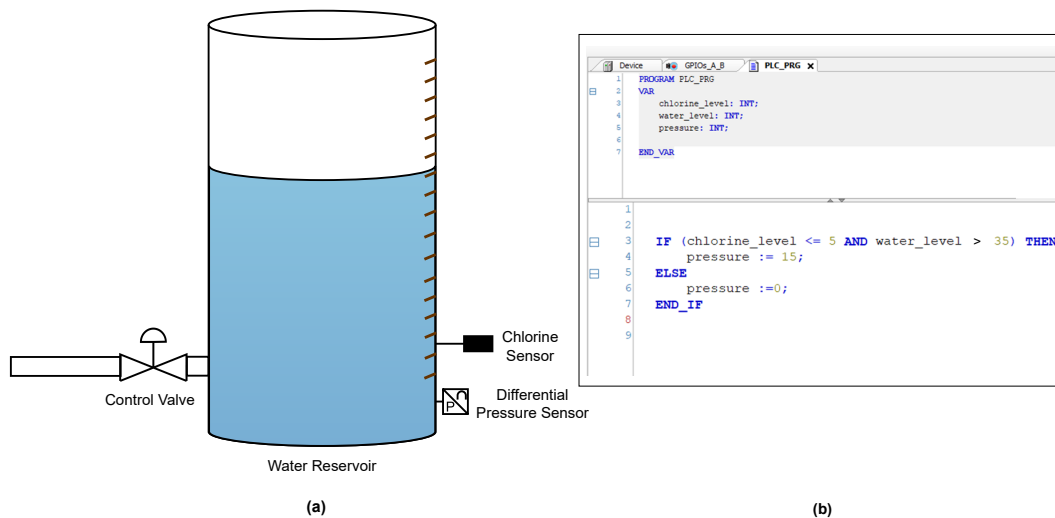 Chlorine
Sensor
Differential
Pressure Sensor
P
Control Valve
Water Reservoir
(a)
Device
GPIOs_A_B
PLC_PRG
1 PROGRAM PLC_PRG
2 VAR
3 chlorine_level: INT;
4 water_level: INT;
5 pressure: INT;
6
7 END_VAR
1
2
3 IF (chlorine_level <= 5 AND water_level > 35) THEN
4 pressure := 15;
5 ELSE
6 pressure :=0;
7 END_IF
8
9
(b)